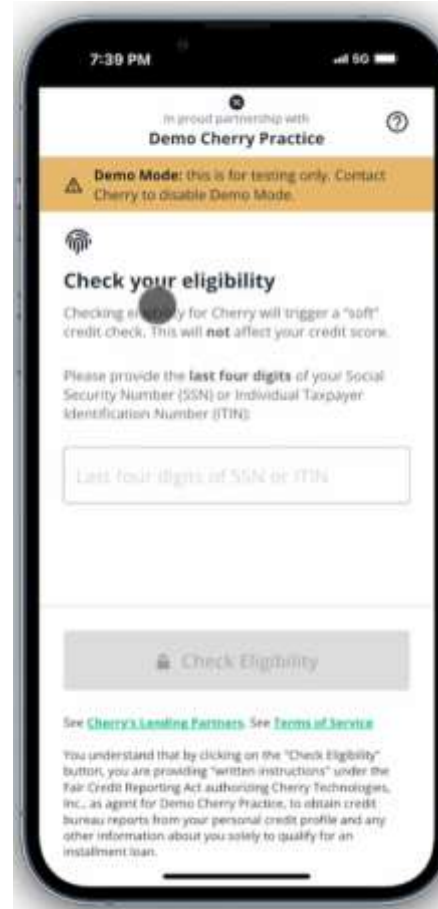 7:39 PM
5G
In proud partnership with
Demo Cherry Practice
Demo Mode: this is for testing only. Contact
Cherry to disable Demo Mode.
Check your eligibility
Checking for Cherry will trigger a "soft"
credit check. This will not affect your credit score.
Please provide the last four digits of your Social
Security Number (SSN) or Individual Taxpayer
Identification Number (ITIN)
Last four digits of SSN or ITIN
Check Eligibility
See Cherry's Lending Partners. See Terms of Service
You understand that by clicking on the "Check Eligibility"
button, you are providing "written instructions" under the
Fair Credit Reporting Act authorizing Cherry Technologies,
Inc., as agent for Demo Cherry Practice, to obtain credit
bureau reports from your personal credit profile and any
other information about you solely to qualify for an
installment loan.